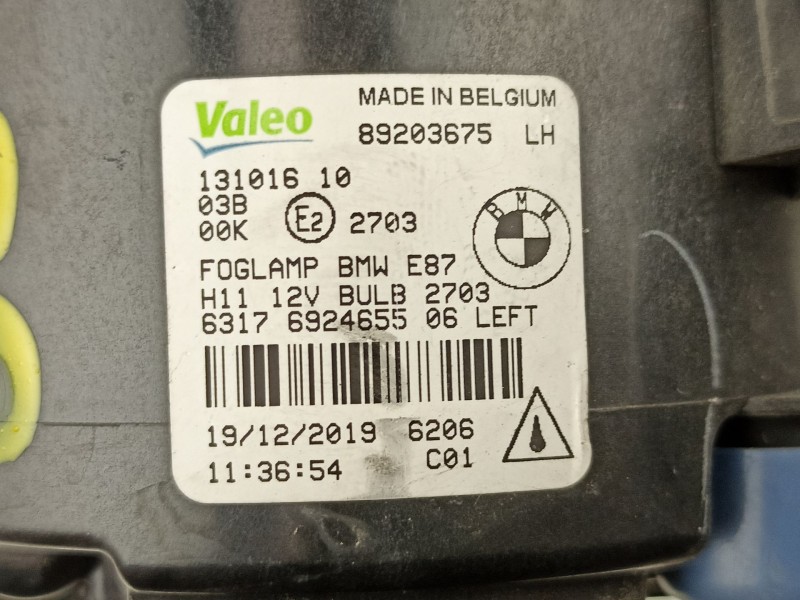 Valeo MADE IN BELGIUM
89203675 LH
131016 10
03B
00K E2 2703
BMW
FOGLAMP BMW E87
H11 12V BULB 2703
6317 6924655 06 LEFT
19/12/2019 6206
11:36:54 C01